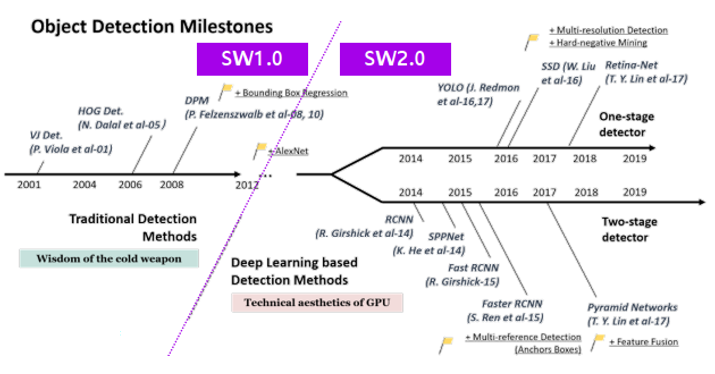 Object Detection Milestones
SW1.0
SW2.0
+ Multi-resolution Detection
+ Hard-negative Mining
SSD (W. Liu
et al-16)
Retina-Net
(T. Y. Lin et al-17)
YOLO (J. Redmon
et al-16,17)
DPM
(P. Felzenszwalb et al-08, 10)
+ Bounding Box Regression
HOG Det.
(N. Dalal et al-05)
VJ Det.
(P. Viola et al-01)
+ AlexNet
One-stage
detector
2001
2004
2006
2008
2012
...
2014
2015
2016
2017
2018
2019
2014
2015
2016
2017
2018
2019
Two-stage
detector
Traditional Detection
Methods
Wisdom of the cold weapon
Deep Learning based
Detection Methods
Technical aesthetics of GPU
RCNN
(R. Girshick et al-14)
SPPNet
(K. He et al-14)
Fast RCNN
(R. Girshick-15)
Faster RCNN
(S. Ren et al-15)
+ Multi-reference Detection
(Anchors Boxes)
Pyramid Networks
(T. Y. Lin et al-17)
+ Feature Fusion